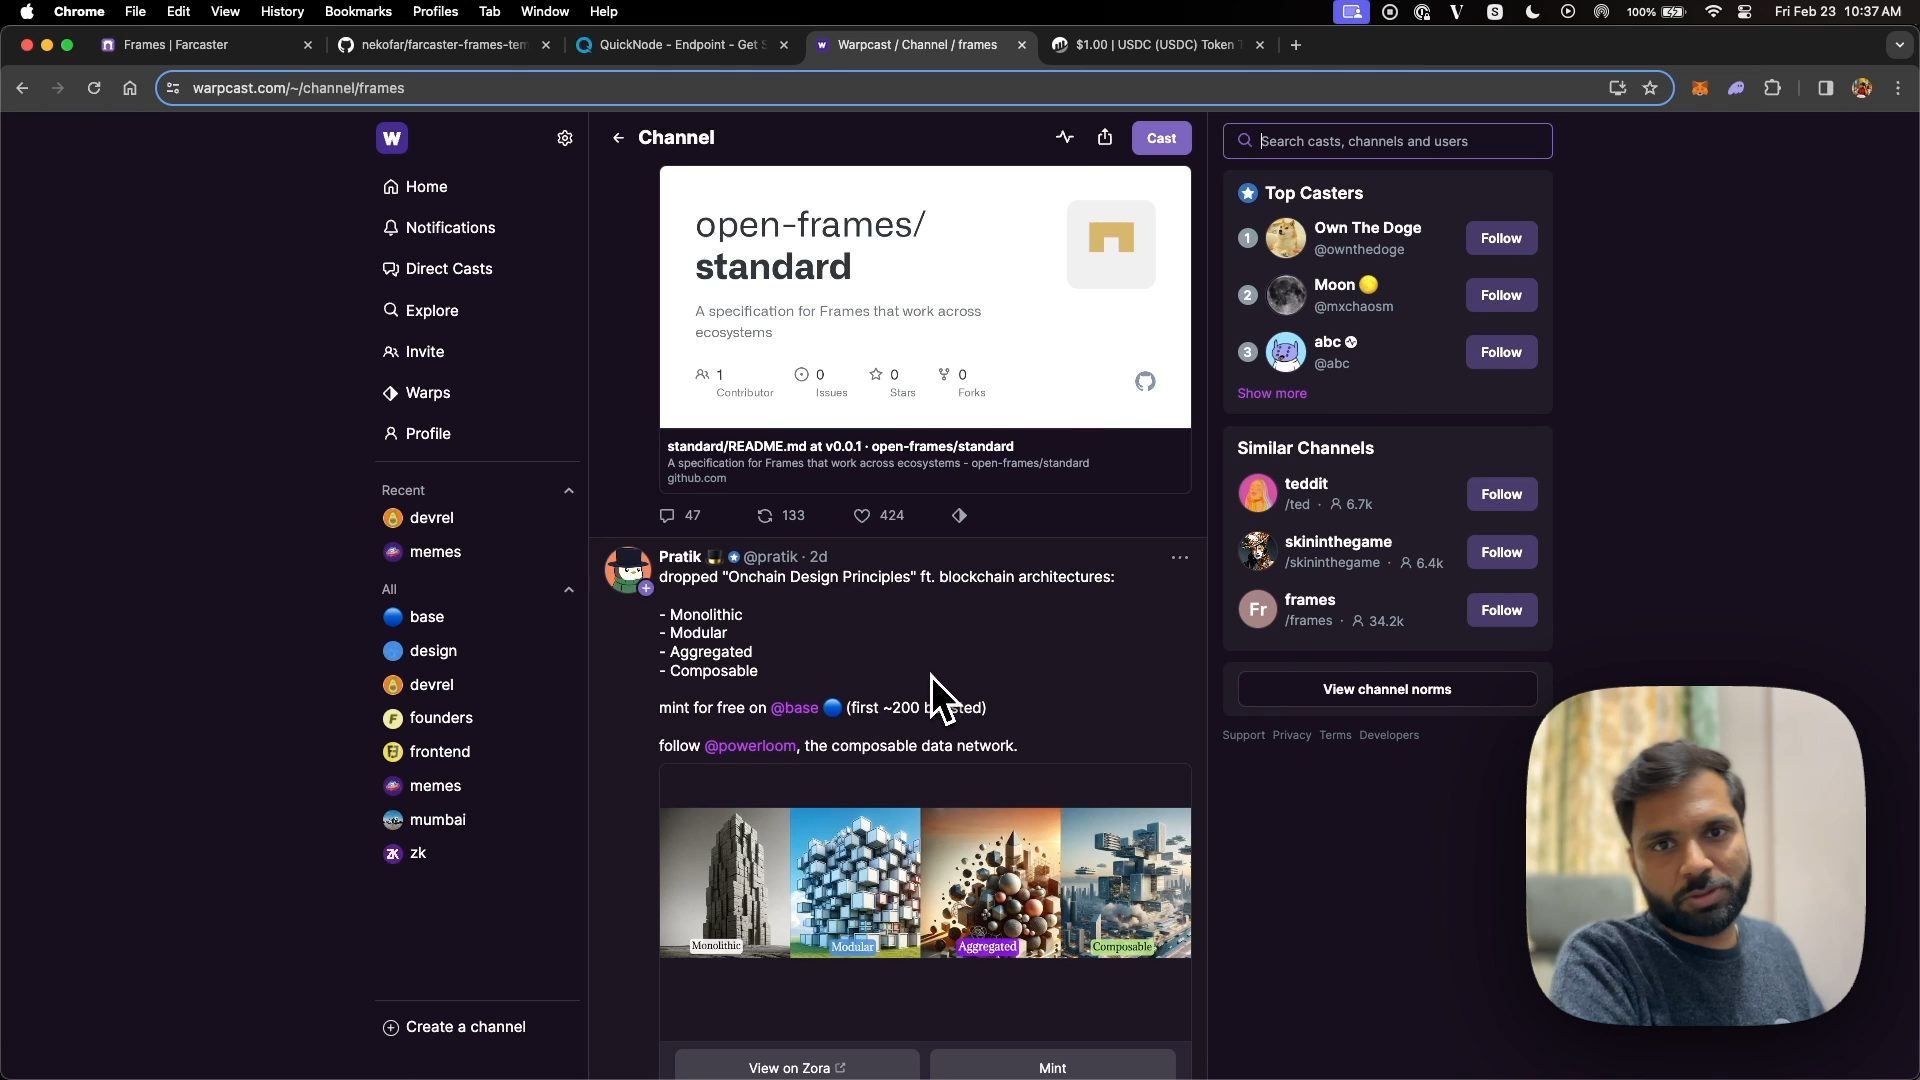 Chrome File Edit View History Bookmarks Profiles Tab Window Help
100% Fri Feb 23 10:37 AM
Frames | Farcaster
nekofar/farcaster-frames-tem
QuickNode - Endpoint - Get S
Warpcast / Channel / frames
$1.00 | USDC (USDC) Token T
warpcast.com/~/channel/frames
W
Home
Notifications
Direct Casts
Explore
Invite
Warps
Profile
Recent
devrel
memes
All
base
design
devrel
founders
frontend
memes
mumbai
zk
Create a channel
Channel
Cast
open-frames/
standard
A specification for Frames that work across
ecosystems
1 Contributor
0 Issues
0 Stars
0 Forks
standard/README.md at v0.0.1 · open-frames/standard
A specification for Frames that work across ecosystems - open-frames/standard
github.com
47 133 424
Pratik @pratik · 2d
dropped "Onchain Design Principles" ft. blockchain architectures:
- Monolithic
- Modular
- Aggregated
- Composable
mint for free on @base (first ~200
follow @powerloom, the composable data network.
Monolithic Modular Aggregated Composable
View on Zora
Mint
Search casts, channels and users
Top Casters
1 Own The Doge
@ownthedoge
Follow
2 Moon
@mxchaosm
Follow
3 abc
@abc
Follow
Show more
Similar Channels
teddit
/ted · 6.7k
Follow
skininthegame
/skininthegame · 6.4k
Follow
Fr frames
/frames · 34.2k
Follow
View channel norms
Support Privacy Terms Developers